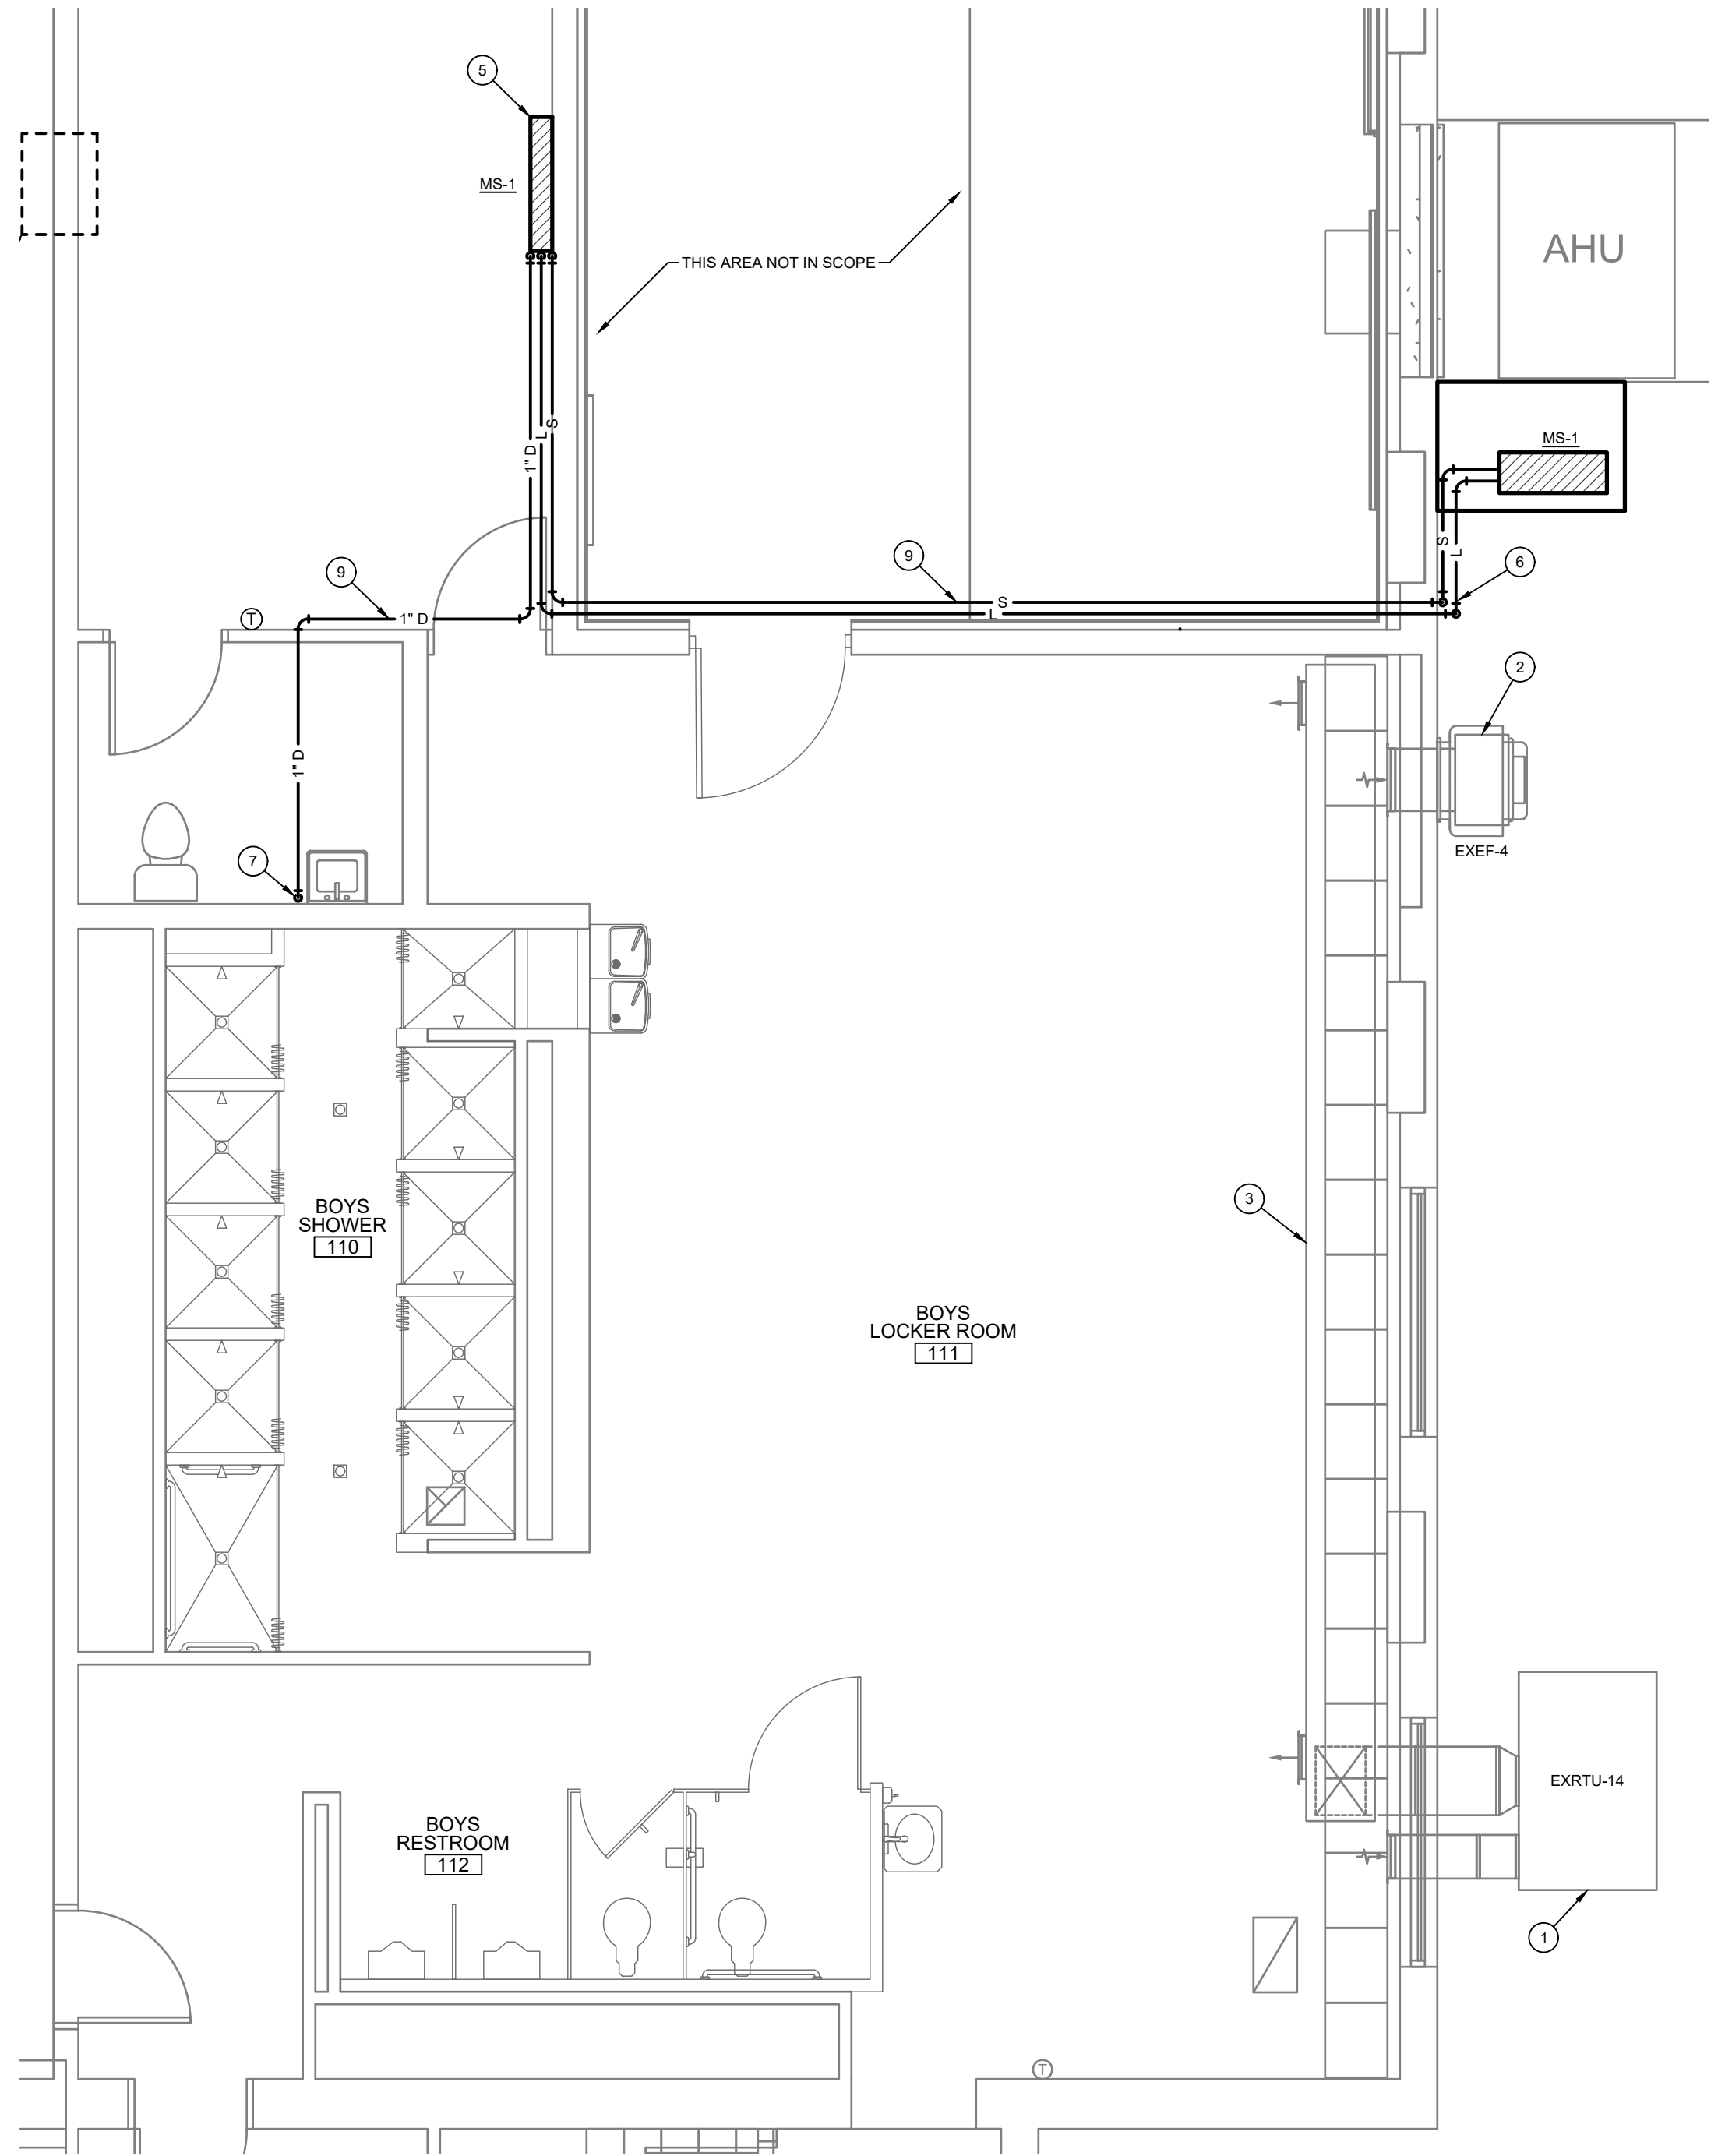 5
MS-1
THIS AREA NOT IN SCOPE
AHU
MS-1
S
L
1" D
S
L
9
9
6
T
1" D
S
L
2
1" D
EXEF-4
7
3
BOYS
SHOWER
110
BOYS
LOCKER ROOM
111
EXRTU-14
BOYS
RESTROOM
112
1
T